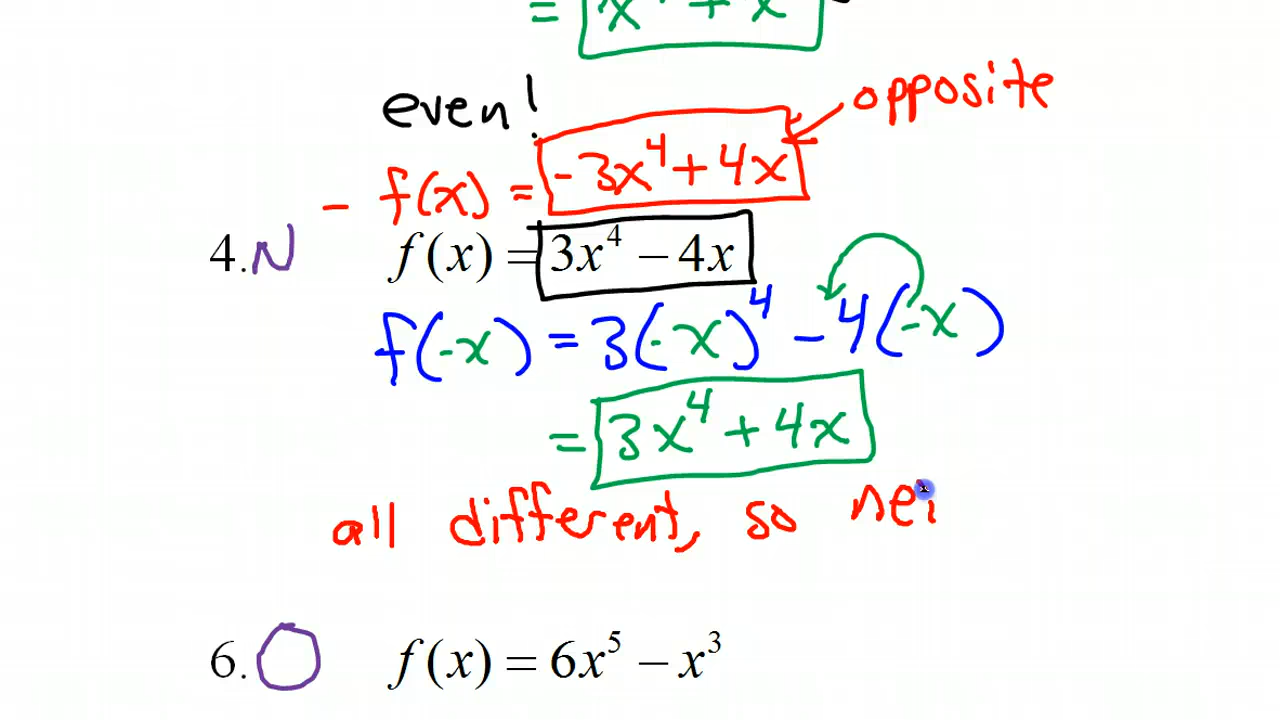 = x⁴ + x²
even!
opposite
- f(x) = -3x⁴ + 4x
4. N f(x) = 3x⁴ − 4x
f(-x) = 3(-x)⁴ − 4(-x)
= 3x⁴ + 4x
all different, so nei
6. O f(x) = 6x⁵ − x³